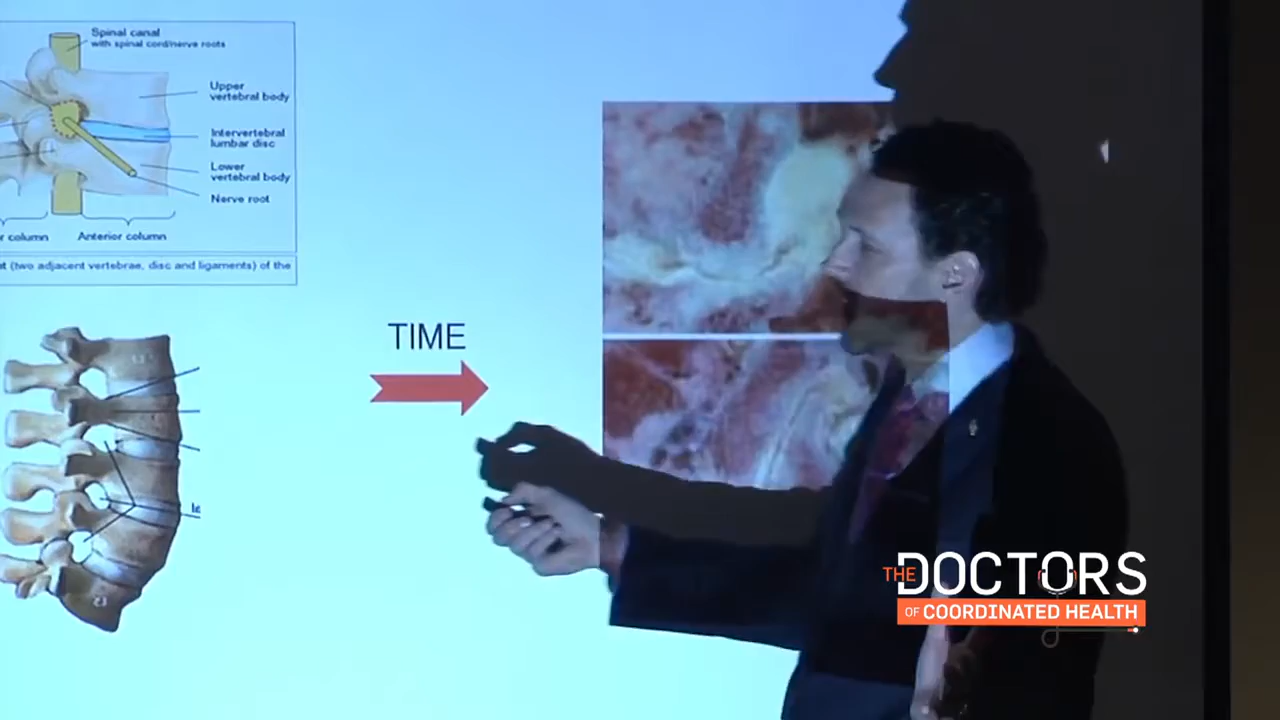 Spinal canal
with spinal cord/nerve roots
Upper
vertebral body
Intervertebral
lumbar disc
Lower
vertebral body
Nerve root
column
Anterior column
(two adjacent vertebrae, disc and ligaments) of the
TIME
THE DOCTORS
OF COORDINATED HEALTH